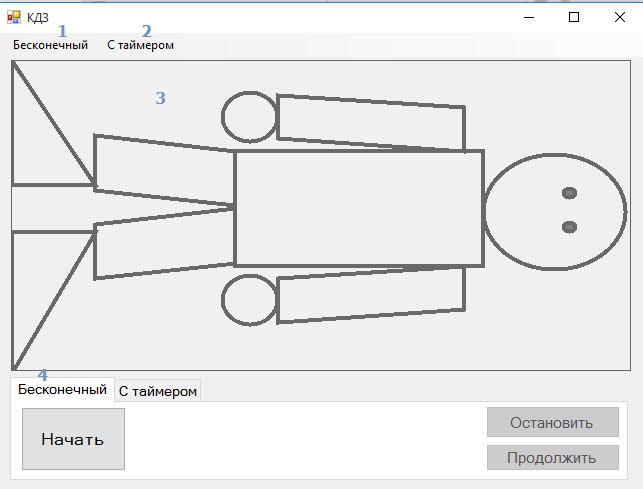 КДЗ
1 2
Бесконечный С таймером
3
4
Бесконечный С таймером
Начать
Остановить
Продолжить